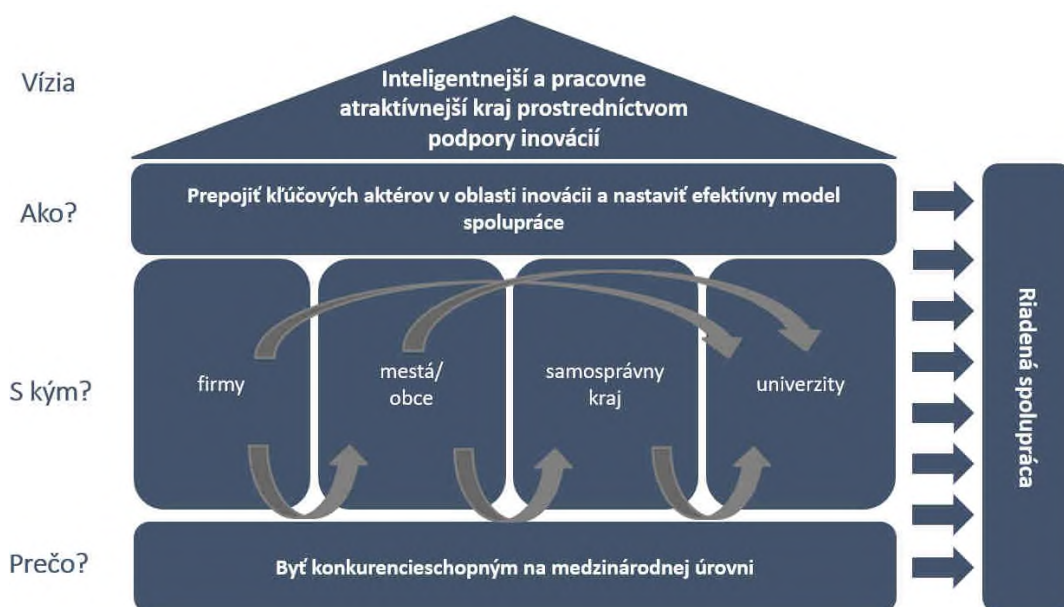 Vízia
Inteligentnejší a pracovne
atraktívnejší kraj prostredníctvom
podpory inovácií
Ako?
Prepojiť kľúčových aktérov v oblasti inovácii a nastaviť efektívny model
spolupráce
S kým?
firmy
mestá/
obce
samosprávny
kraj
univerzity
Prečo?
Byť konkurencieschopným na medzinárodnej úrovni
Riadená spolupráca